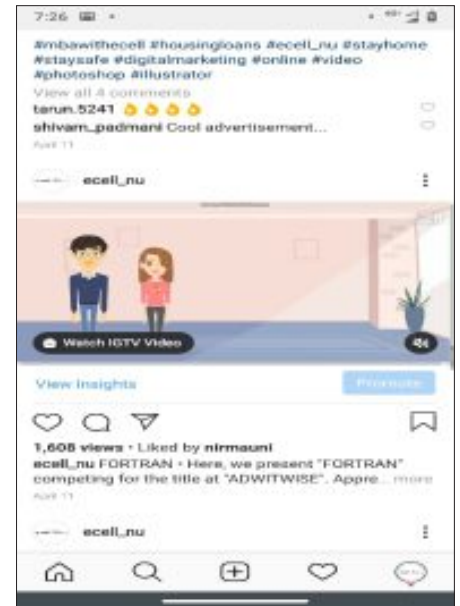 7:26
#mbawithecell #housingloans #ecell_nu #stayhome
#staysafe #digitalmarketing #online #video
#photoshop #illustrator
View all 4 comments
tarun.5241 👌👌👌👌
shivam_padmani Cool advertisement...
April 11
ecell_nu
Watch IGTV Video
View Insights
Promote
1,608 views • Liked by nirmauni
ecell_nu FORTRAN • Here, we present "FORTRAN"
competing for the title at "ADWITWISE". Appre... more
April 11
ecell_nu